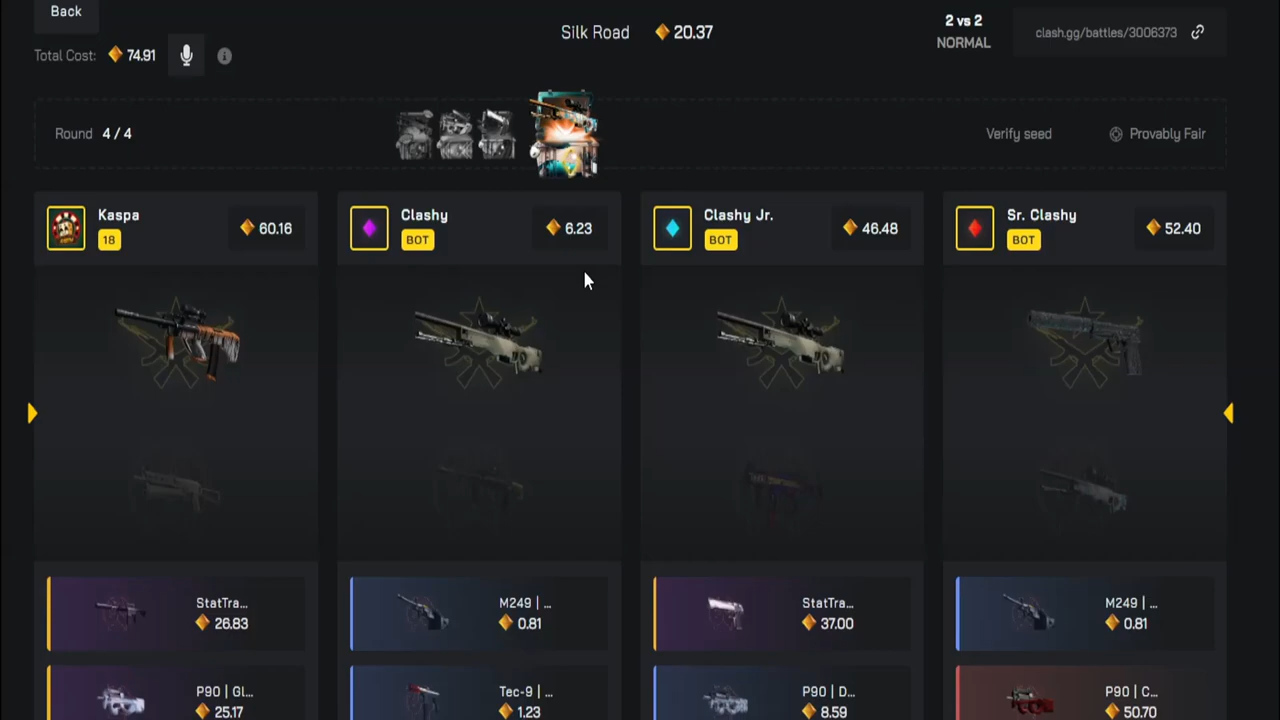 Back
Total Cost: 74.91
Silk Road 20.37
2 vs 2
NORMAL
clash.gg/battles/3006373
Round 4 / 4
Verify seed
Provably Fair
Kaspa
18
60.16
Clashy
BOT
6.23
Clashy Jr.
BOT
46.48
Sr. Clashy
BOT
52.40
StatTra...
26.83
M249 | ...
0.81
StatTra...
37.00
M249 | ...
0.81
P90 | Gl...
25.17
Tec-9 | ...
1.23
P90 | D...
8.59
P90 | C...
50.70